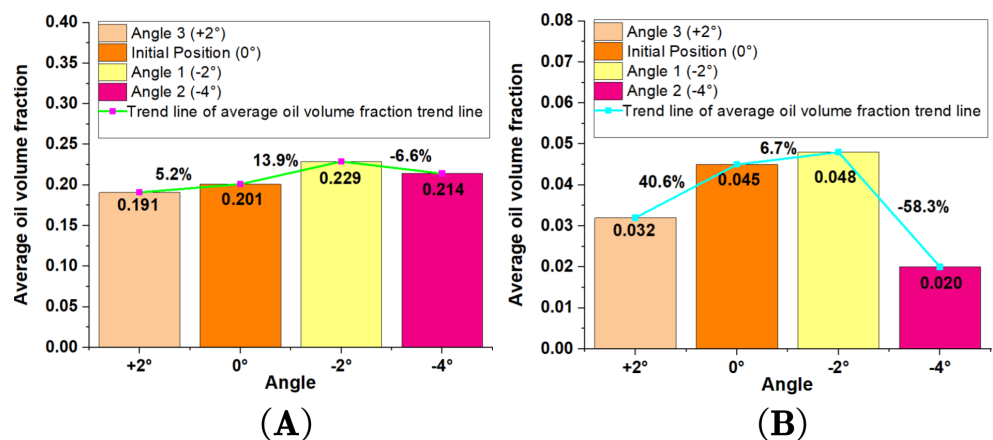 Average oil volume fraction
0.40
0.35
0.30
0.25
0.20
0.15
0.10
0.05
0.00
Angle 3 (+2°)
Initial Position (0°)
Angle 1 (-2°)
Angle 2 (-4°)
Trend line of average oil volume fraction trend line
5.2%
13.9%
-6.6%
0.191
0.201
0.229
0.214
+2°
0°
-2°
-4°
Angle
(A)
Average oil volume fraction
0.08
0.07
0.06
0.05
0.04
0.03
0.02
0.01
0.00
Angle 3 (+2°)
Initial Position (0°)
Angle 1 (-2°)
Angle 2 (-4°)
Trend line of average oil volume fraction trend line
40.6%
6.7%
-58.3%
0.032
0.045
0.048
0.020
+2°
0°
-2°
-4°
Angle
(B)